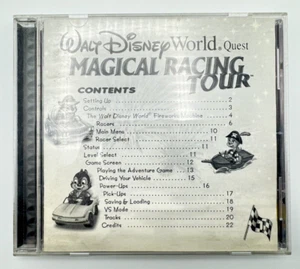 Walt Disney World Quest
MAGICAL RACING
TOUR
CONTENTS
Setting Up 2
Controls 3
The Walt Disney World Fireworks Machine 4
Racers 6
Main Menu 10
Racer Select 11
Status 11
Level Select 11
Game Screen 12
Playing the Adventure Game 13
Driving Your Vehicle 15
Power-Ups 16
Pick-Ups 17
Saving & Loading 18
VS Mode 19
Tracks 20
Credits 22